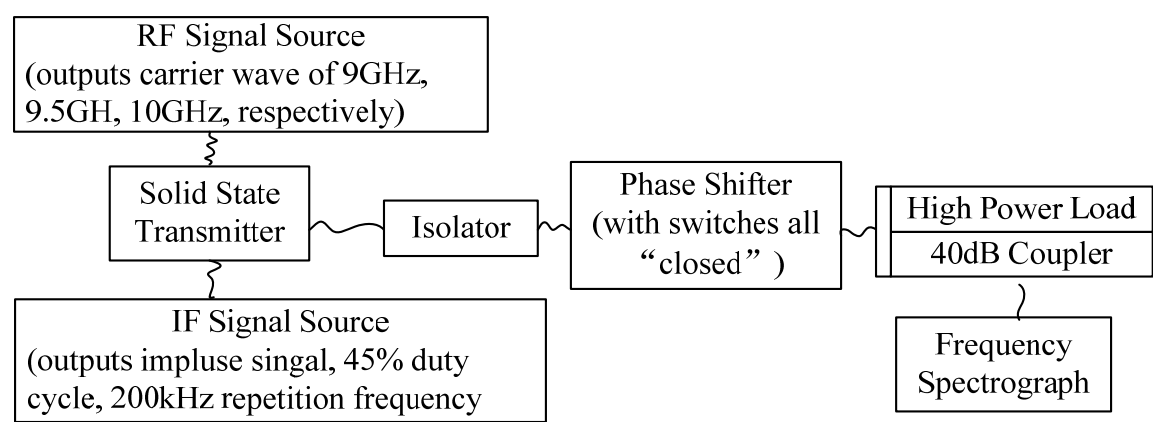 RF Signal Source
(outputs carrier wave of 9GHz,
9.5GH, 10GHz, respectively)
Solid State
Transmitter
Isolator
Phase Shifter
(with switches all
“closed” )
High Power Load
40dB Coupler
IF Signal Source
(outputs impluse singal, 45% duty
cycle, 200kHz repetition frequency
Frequency
Spectrograph